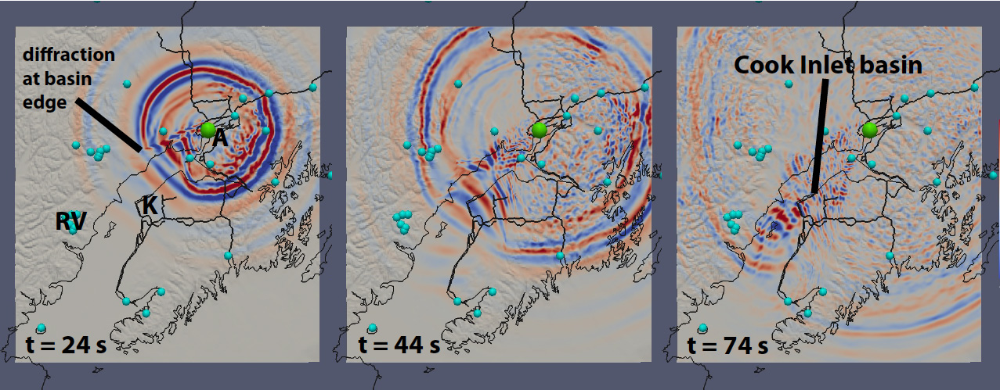 diffraction
at basin
edge
A
K
RV
t = 24 s
t = 44 s
Cook Inlet basin
t = 74 s